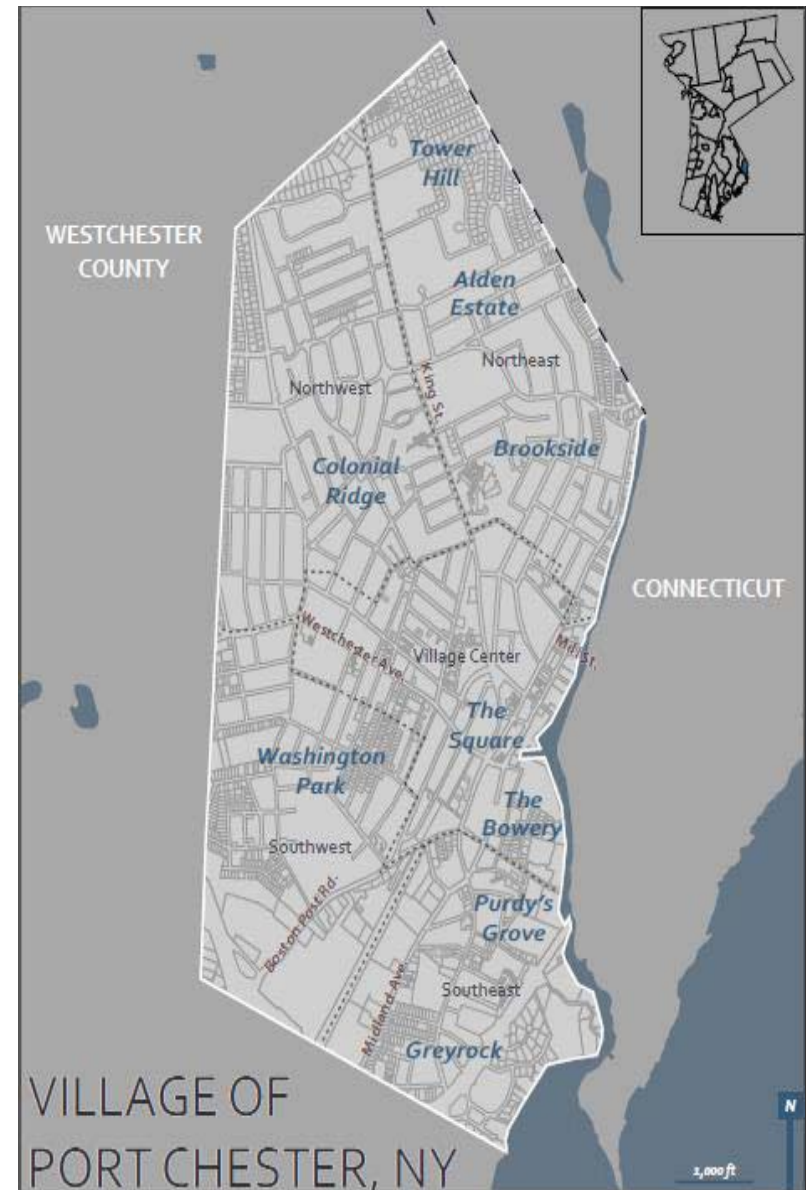 Tower
Hill
WESTCHESTER
COUNTY
Alden
Estate
Northeast
King St.
Northwest
Brookside
Colonial
Ridge
CONNECTICUT
Westchester Ave.
Mill St.
Village Center
The
Square
Washington
Park
The
Bowery
Southwest
Boston Post Rd.
Purdy's
Grove
Southeast
Midland Ave.
Greyrock
VILLAGE OF
PORT CHESTER, NY
N
2,000 ft